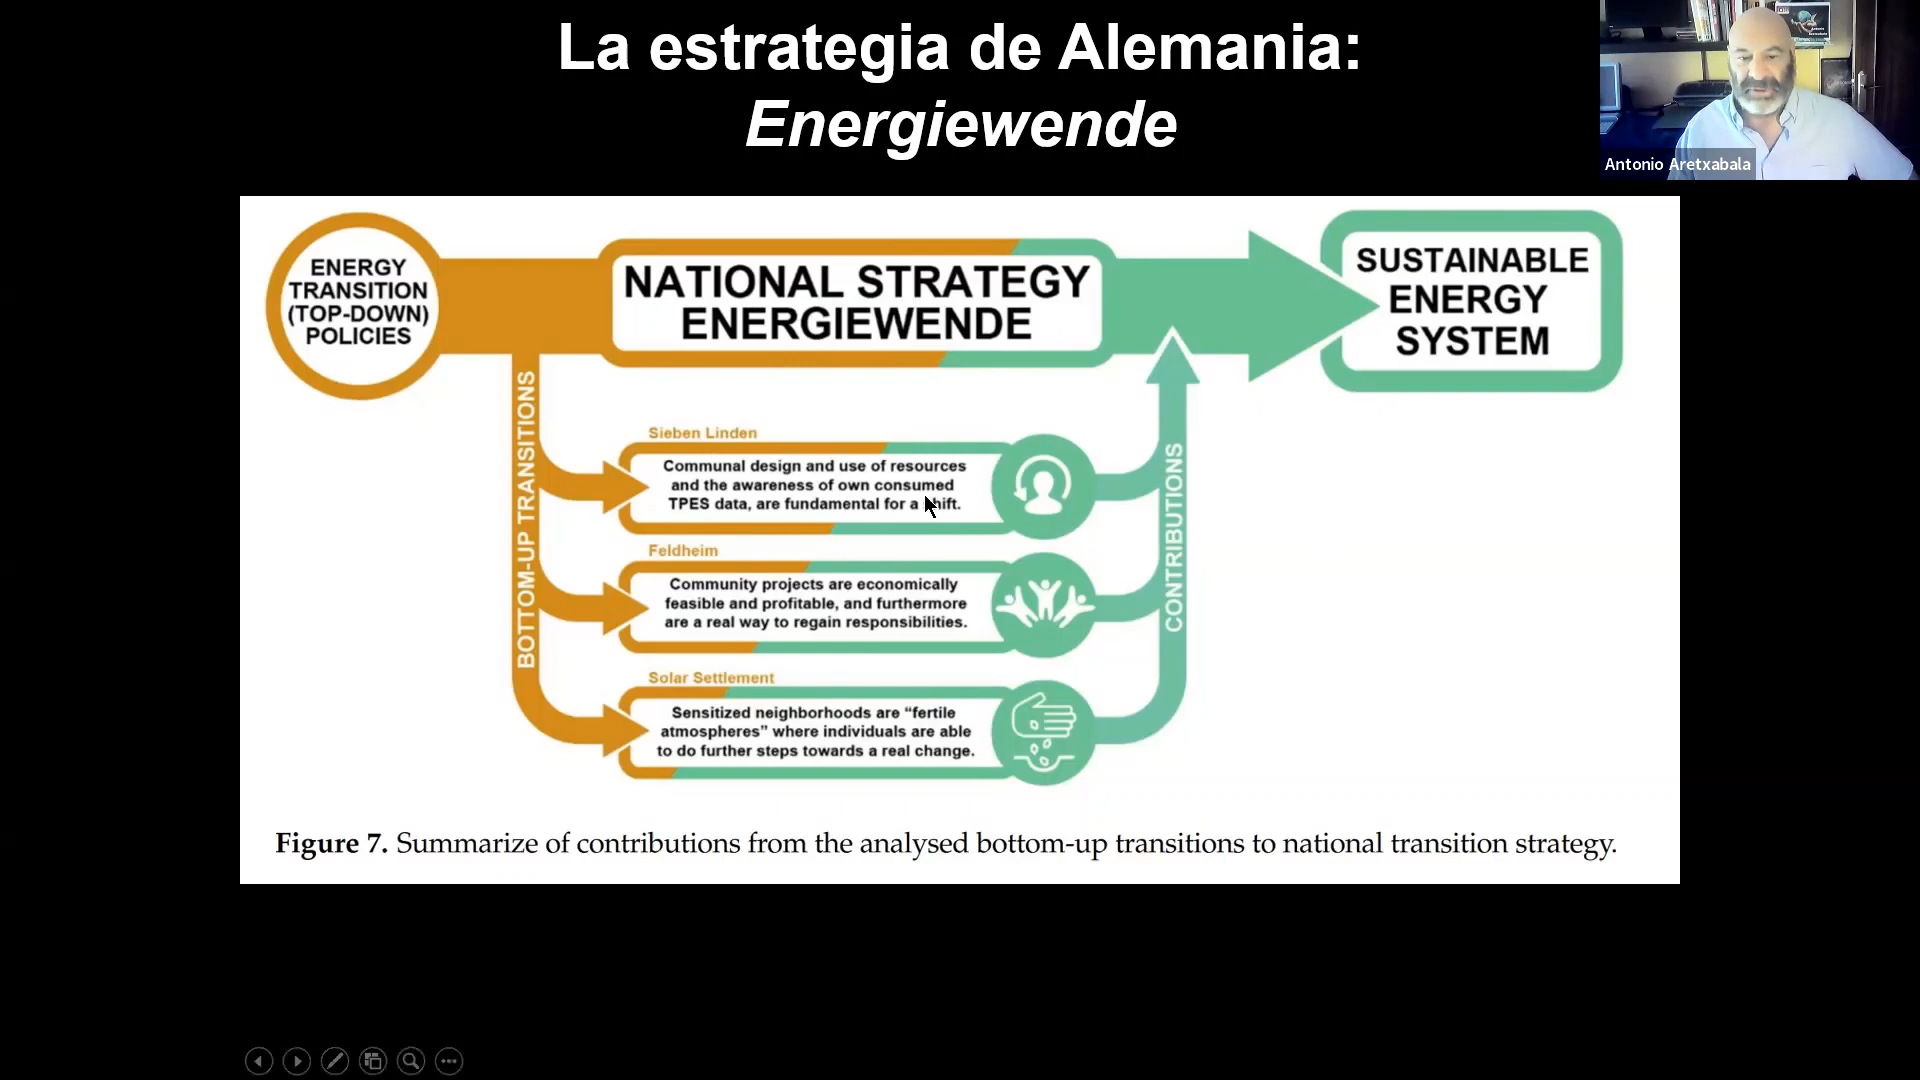 La estrategia de Alemania:
Energiewende
Antonio Aretxabala
ENERGY
TRANSITION
(TOP-DOWN)
POLICIES
NATIONAL STRATEGY
ENERGIEWENDE
SUSTAINABLE
ENERGY
SYSTEM
BOTTOM-UP TRANSITIONS
Sieben Linden
Communal design and use of resources
and the awareness of own consumed
TPES data, are fundamental for a shift.
Feldheim
Community projects are economically
feasible and profitable, and furthermore
are a real way to regain responsibilities.
Solar Settlement
Sensitized neighborhoods are “fertile
atmospheres” where individuals are able
to do further steps towards a real change.
CONTRIBUTIONS
Figure 7. Summarize of contributions from the analysed bottom-up transitions to national transition strategy.